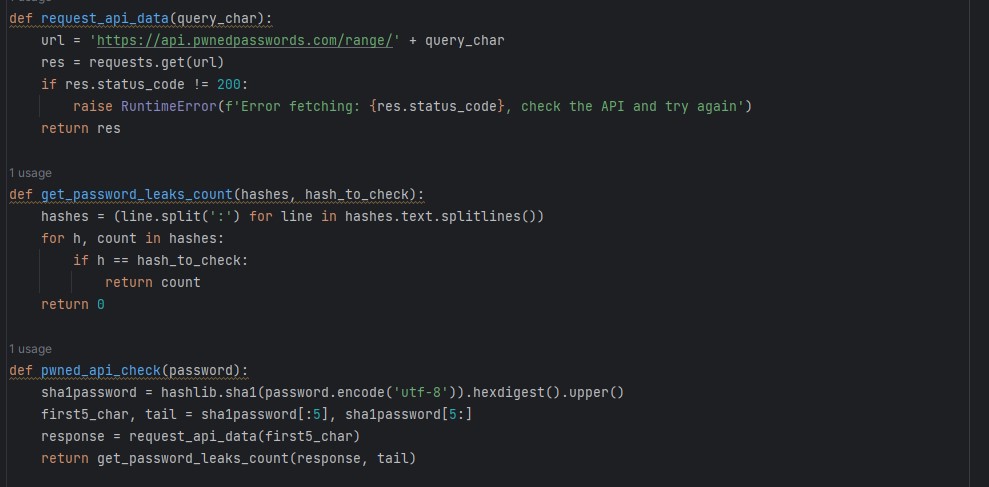 def request_api_data(query_char):
    url = 'https://api.pwnedpasswords.com/range/' + query_char
    res = requests.get(url)
    if res.status_code != 200:
        raise RuntimeError(f'Error fetching: {res.status_code}, check the API and try again')
    return res
1 usage
def get_password_leaks_count(hashes, hash_to_check):
    hashes = (line.split(':') for line in hashes.text.splitlines())
    for h, count in hashes:
        if h == hash_to_check:
            return count
    return 0
1 usage
def pwned_api_check(password):
    sha1password = hashlib.sha1(password.encode('utf-8')).hexdigest().upper()
    first5_char, tail = sha1password[:5], sha1password[5:]
    response = request_api_data(first5_char)
    return get_password_leaks_count(response, tail)